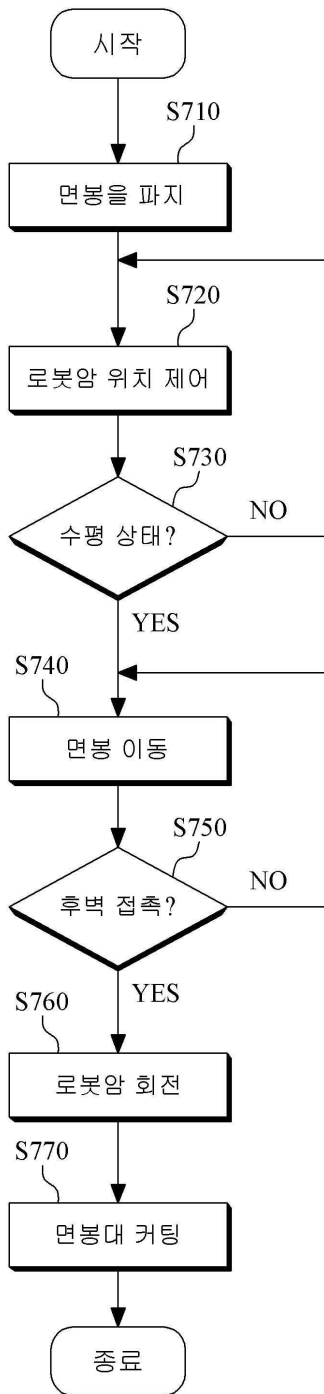 시작
S710
면봉을 파지
S720
로봇암 위치 제어
S730
수평 상태?
NO
YES
S740
면봉 이동
S750
후벽 접촉?
NO
YES
S760
로봇암 회전
S770
면봉대 커팅
종료